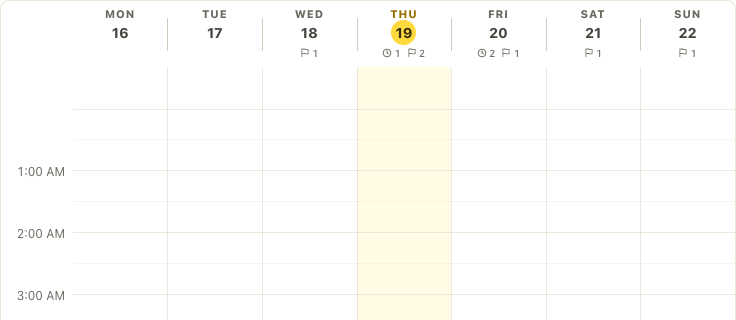 MON TUE WED THU FRI SAT SUN
16 17 18 19 20 21 22
1 1 2 2 1 1 1
1:00 AM
2:00 AM
3:00 AM